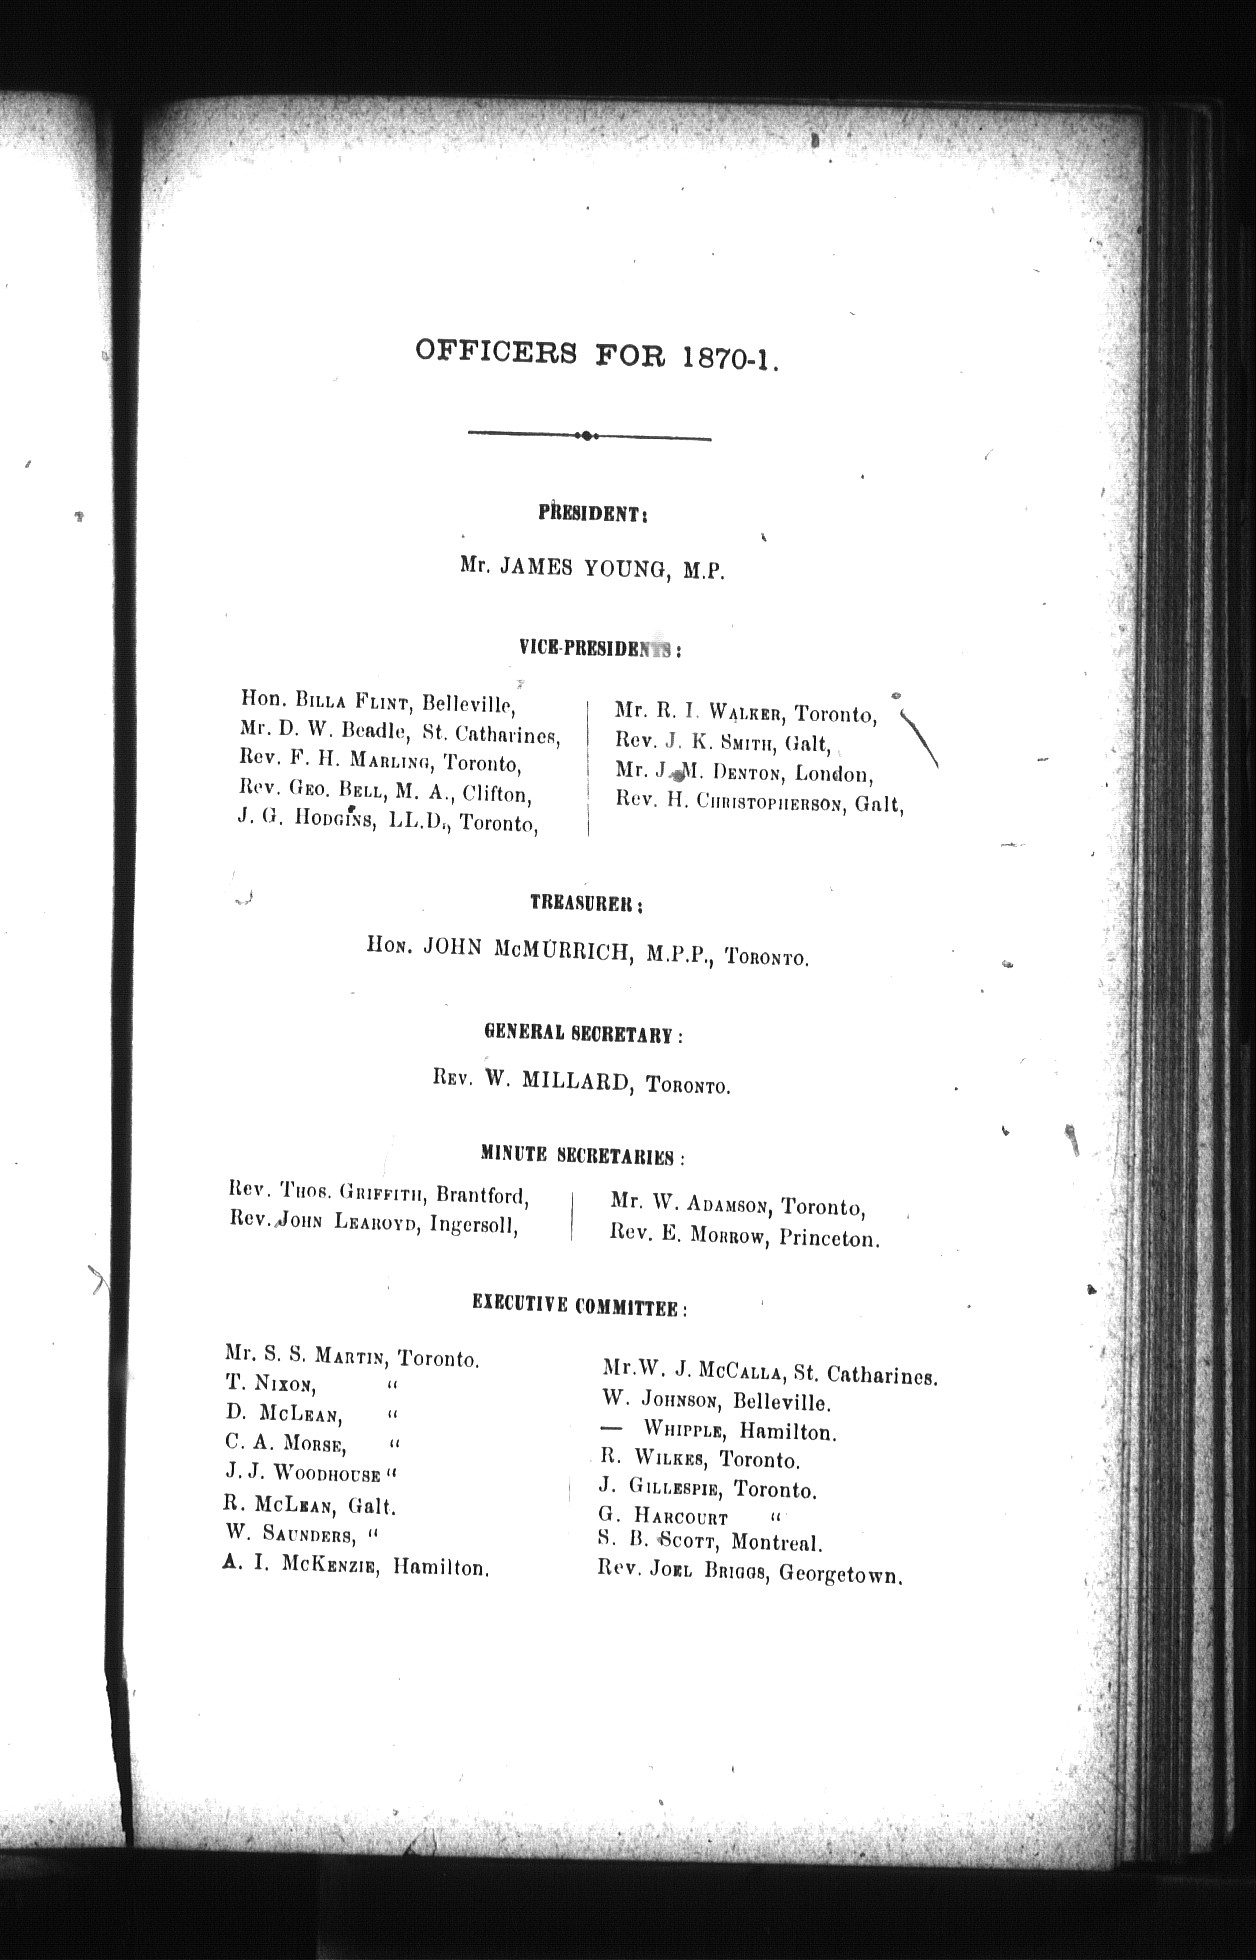 OFFICERS FOR 1870-1.
PRESIDENT:
Mr. JAMES YOUNG, M.P.
VICE-PRESIDENTS:
Hon. BILLA FLINT, Belleville,
Mr. D. W. Beadle, St. Catharines,
Rev. F. H. MARLING, Toronto,
Rev. GEO. BELL, M. A., Clifton,
J. G. HODGINS, LL.D., Toronto,
Mr. R. I. WALKER, Toronto,
Rev. J. K. SMITH, Galt,
Mr. J. M. DENTON, London,
Rev. H. CHRISTOPHERSON, Galt,
TREASURER:
HON. JOHN MCMURRICH, M.P.P., TORONTO.
GENERAL SECRETARY:
REV. W. MILLARD, TORONTO.
MINUTE SECRETARIES:
Rev. THOS. GRIFFITH, Brantford,
Rev. JOHN LEAROYD, Ingersoll,
Mr. W. ADAMSON, Toronto,
Rev. E. MORROW, Princeton.
EXECUTIVE COMMITTEE:
Mr. S. S. MARTIN, Toronto.
T. NIXON, "
D. MCLEAN, "
C. A. MORSE, "
J. J. WOODHOUSE "
R. MCLEAN, Galt.
W. SAUNDERS, "
A. I. MCKENZIE, Hamilton.
Mr. W. J. MCCALLA, St. Catharines.
W. JOHNSON, Belleville.
— WHIPPLE, Hamilton.
R. WILKES, Toronto.
J. GILLESPIE, Toronto.
G. HARCOURT "
S. B. SCOTT, Montreal.
Rev. JOEL BRIGGS, Georgetown.